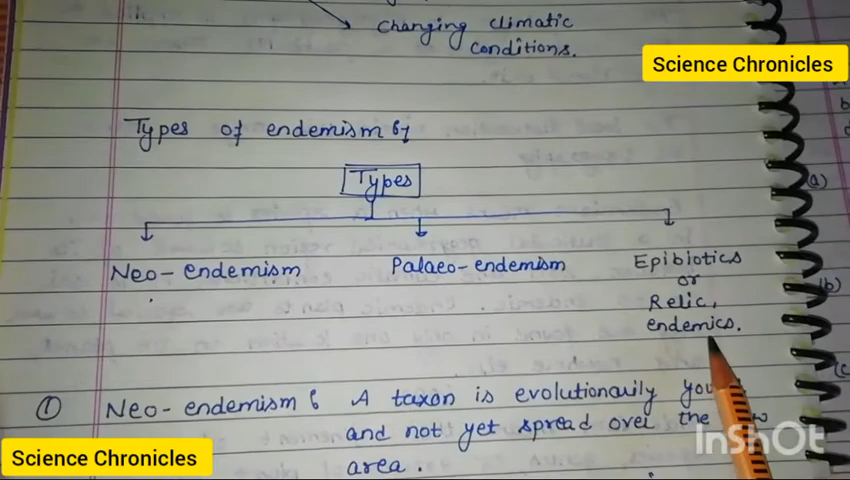 changing climatic
conditions.
Science Chronicles
Types of endemism
Types
(a)
Neo-endemism
Palaeo-endemism
Epibiotics
or
Relic,
endemics.
(b)
(c
① Neo-endemism A taxon is evolutionarily
and not yet spread over the
area.
InShOt
Science Chronicles